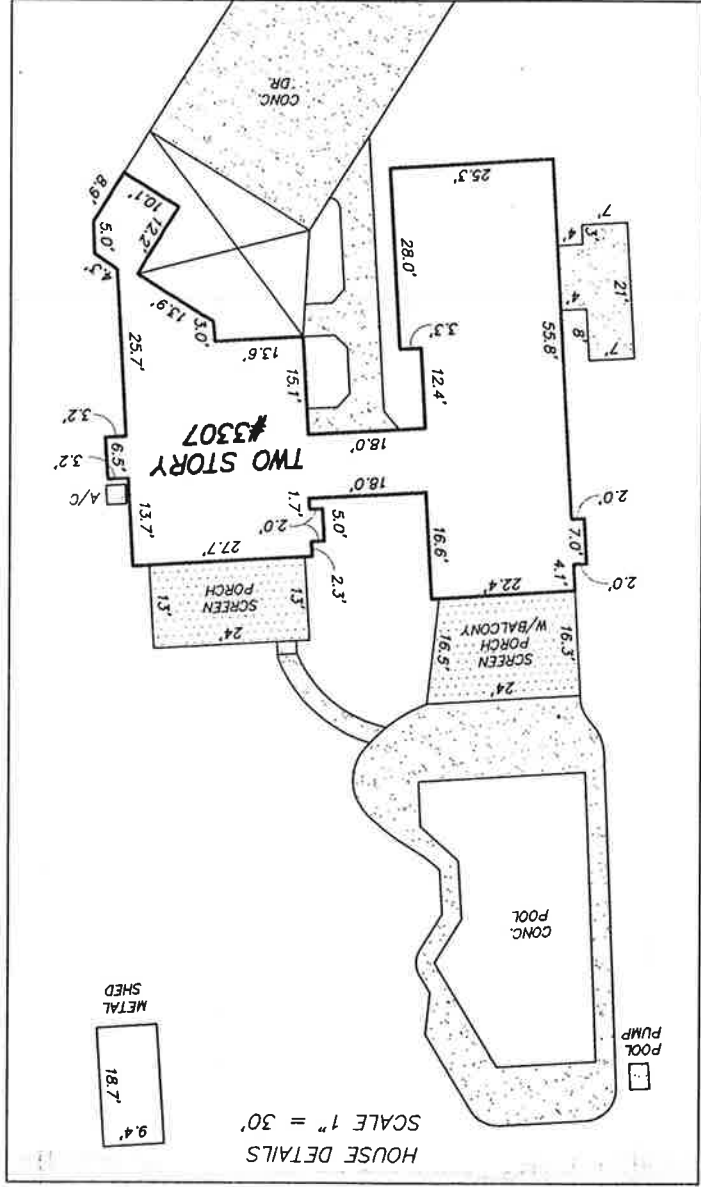 HOUSE DETAILS
SCALE 1" = 30'
9.4'
18.7'
METAL
SHED
POOL
PUMP
CONC.
POOL
24'
16.3'
16.5'
SCREEN
PORCH
W/BALCONY
24'
13'
13'
SCREEN
PORCH
2.0'
4.1'
7.0'
2.0'
22.4'
16.6'
2.3'
2.0'
5.0'
1.7'
27.7'
13.7'
A/C
3.2'
6.5'
3.2'
18.0'
18.0'
TWO STORY
#3307
55.8'
12.4'
3.3'
28.0'
25.3'
7'
8'
4'
21'
4'
3'
7'
15.1'
13.6'
3.0'
13.9'
25.7'
4.3'
5.0'
8.9'
10.1'
12.2'
CONC.
DR.